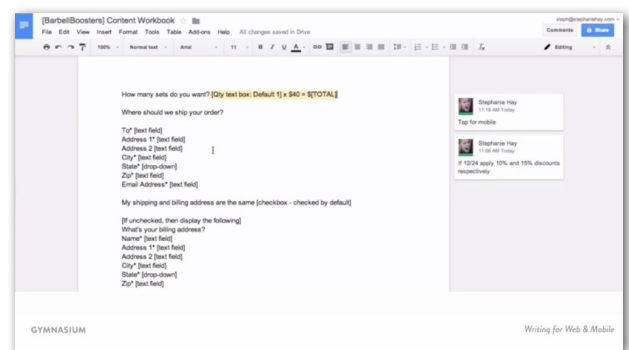 [BarbellBoosters] Content Workbook
steph@stephaniehay.com
File Edit View Insert Format Tools Table Add-ons Help All changes saved in Drive
Comments
Share
100% Normal text Arial 11 B I U A
Editing
How many sets do you want? [Qty text box: Default 1] x $40 = $[TOTAL]
Where should we ship your order?
To* [text field]
Address 1* [text field]
Address 2 [text field]
City* [text field]
State* [drop-down]
Zip* [text field]
Email Address* [text field]
My shipping and billing address are the same [checkbox - checked by default]
[If unchecked, then display the following]
What's your billing address?
Name* [text field]
Address 1* [text field]
Address 2 [text field]
City* [text field]
State* [drop-down]
Zip* [text field]
Stephanie Hay
11:18 AM Today
Tap for mobile
Stephanie Hay
11:06 AM Today
If 12/24 apply 10% and 15% discounts
respectively
GYMNASIUM
Writing for Web & Mobile